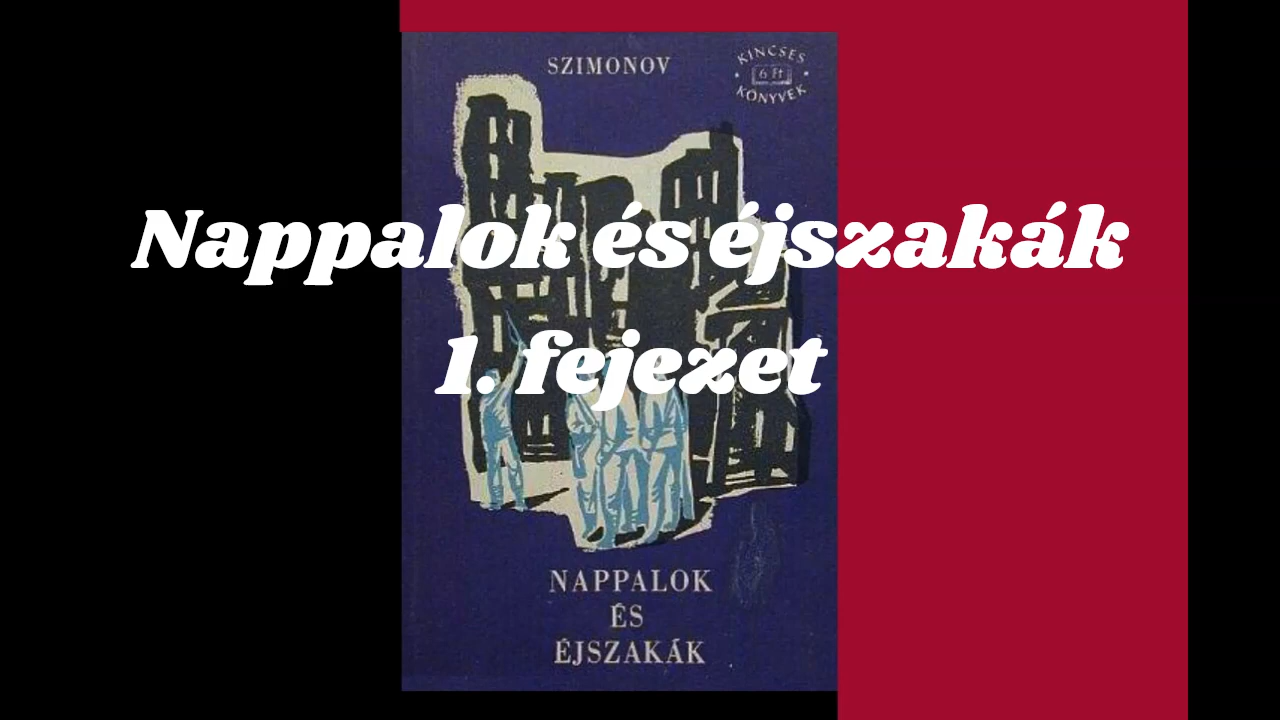 SZIMONOV
KINCSES
6 Ft
KÖNYVEK
Nappalok és éjszakák
1. fejezet
NAPPALOK
ÉS
ÉJSZAKÁK